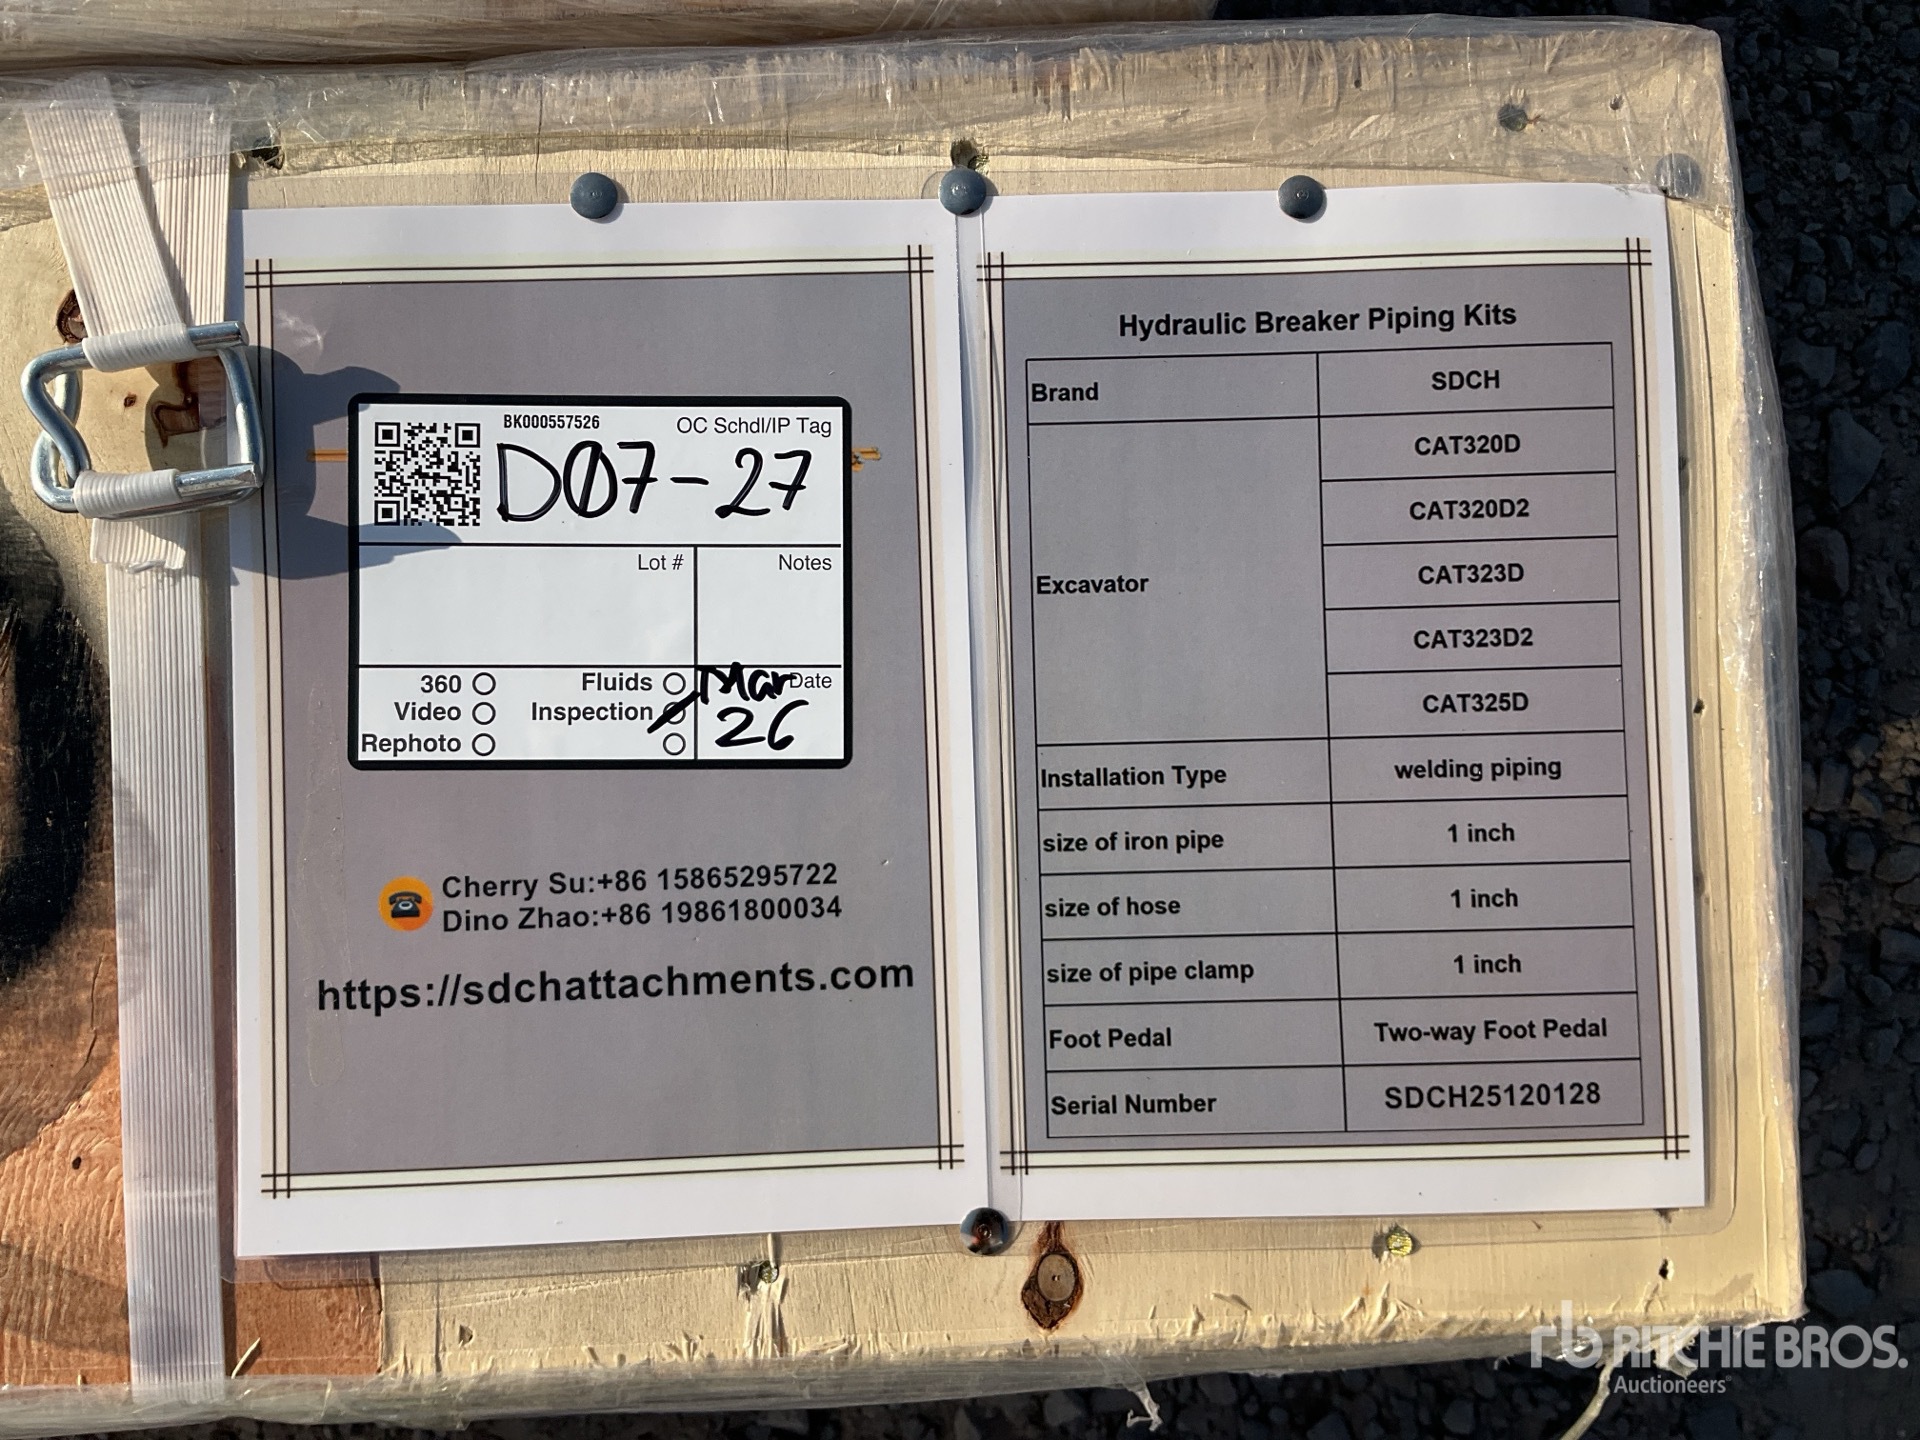 BK000557526
OC Schdl/IP Tag
D07-27
Lot #
Notes
360
Fluids
Mar
Date
Video
Inspection
26
Rephoto
Cherry Su:+86 15865295722
Dino Zhao:+86 19861800034
https://sdchattachments.com
Hydraulic Breaker Piping Kits
Brand SDCH
Excavator
CAT320D
CAT320D2
CAT323D
CAT323D2
CAT325D
Installation Type welding piping
size of iron pipe 1 inch
size of hose 1 inch
size of pipe clamp 1 inch
Foot Pedal Two-way Foot Pedal
Serial Number SDCH25120128
rb RITCHIE BROS.
Auctioneers